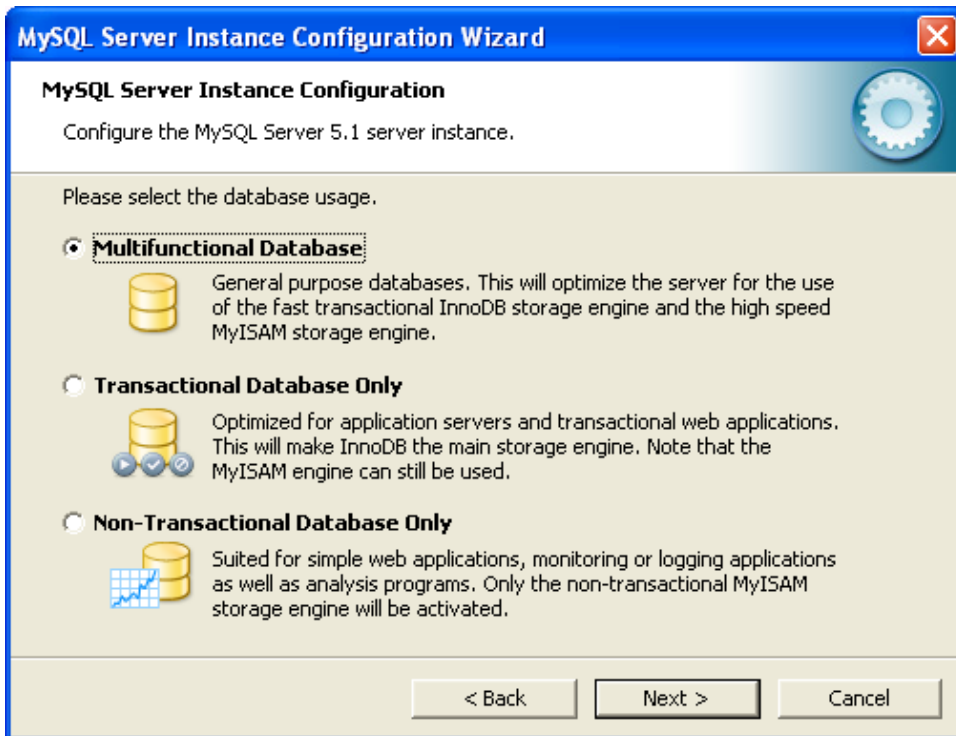 MySQL Server Instance Configuration Wizard
MySQL Server Instance Configuration
Configure the MySQL Server 5.1 server instance.
Please select the database usage.
Multifunctional Database
General purpose databases. This will optimize the server for the use
of the fast transactional InnoDB storage engine and the high speed
MyISAM storage engine.
Transactional Database Only
Optimized for application servers and transactional web applications.
This will make InnoDB the main storage engine. Note that the
MyISAM engine can still be used.
Non-Transactional Database Only
Suited for simple web applications, monitoring or logging applications
as well as analysis programs. Only the non-transactional MyISAM
storage engine will be activated.
< Back Next > Cancel